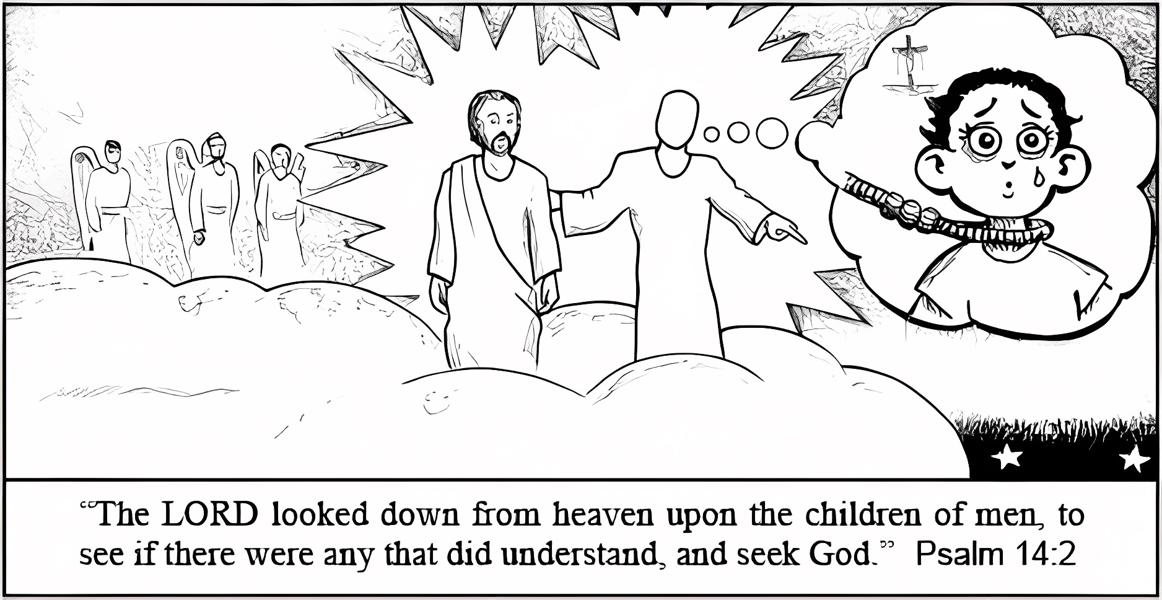 “The LORD looked down from heaven upon the children of men, to
see if there were any that did understand, and seek God.” Psalm 14:2